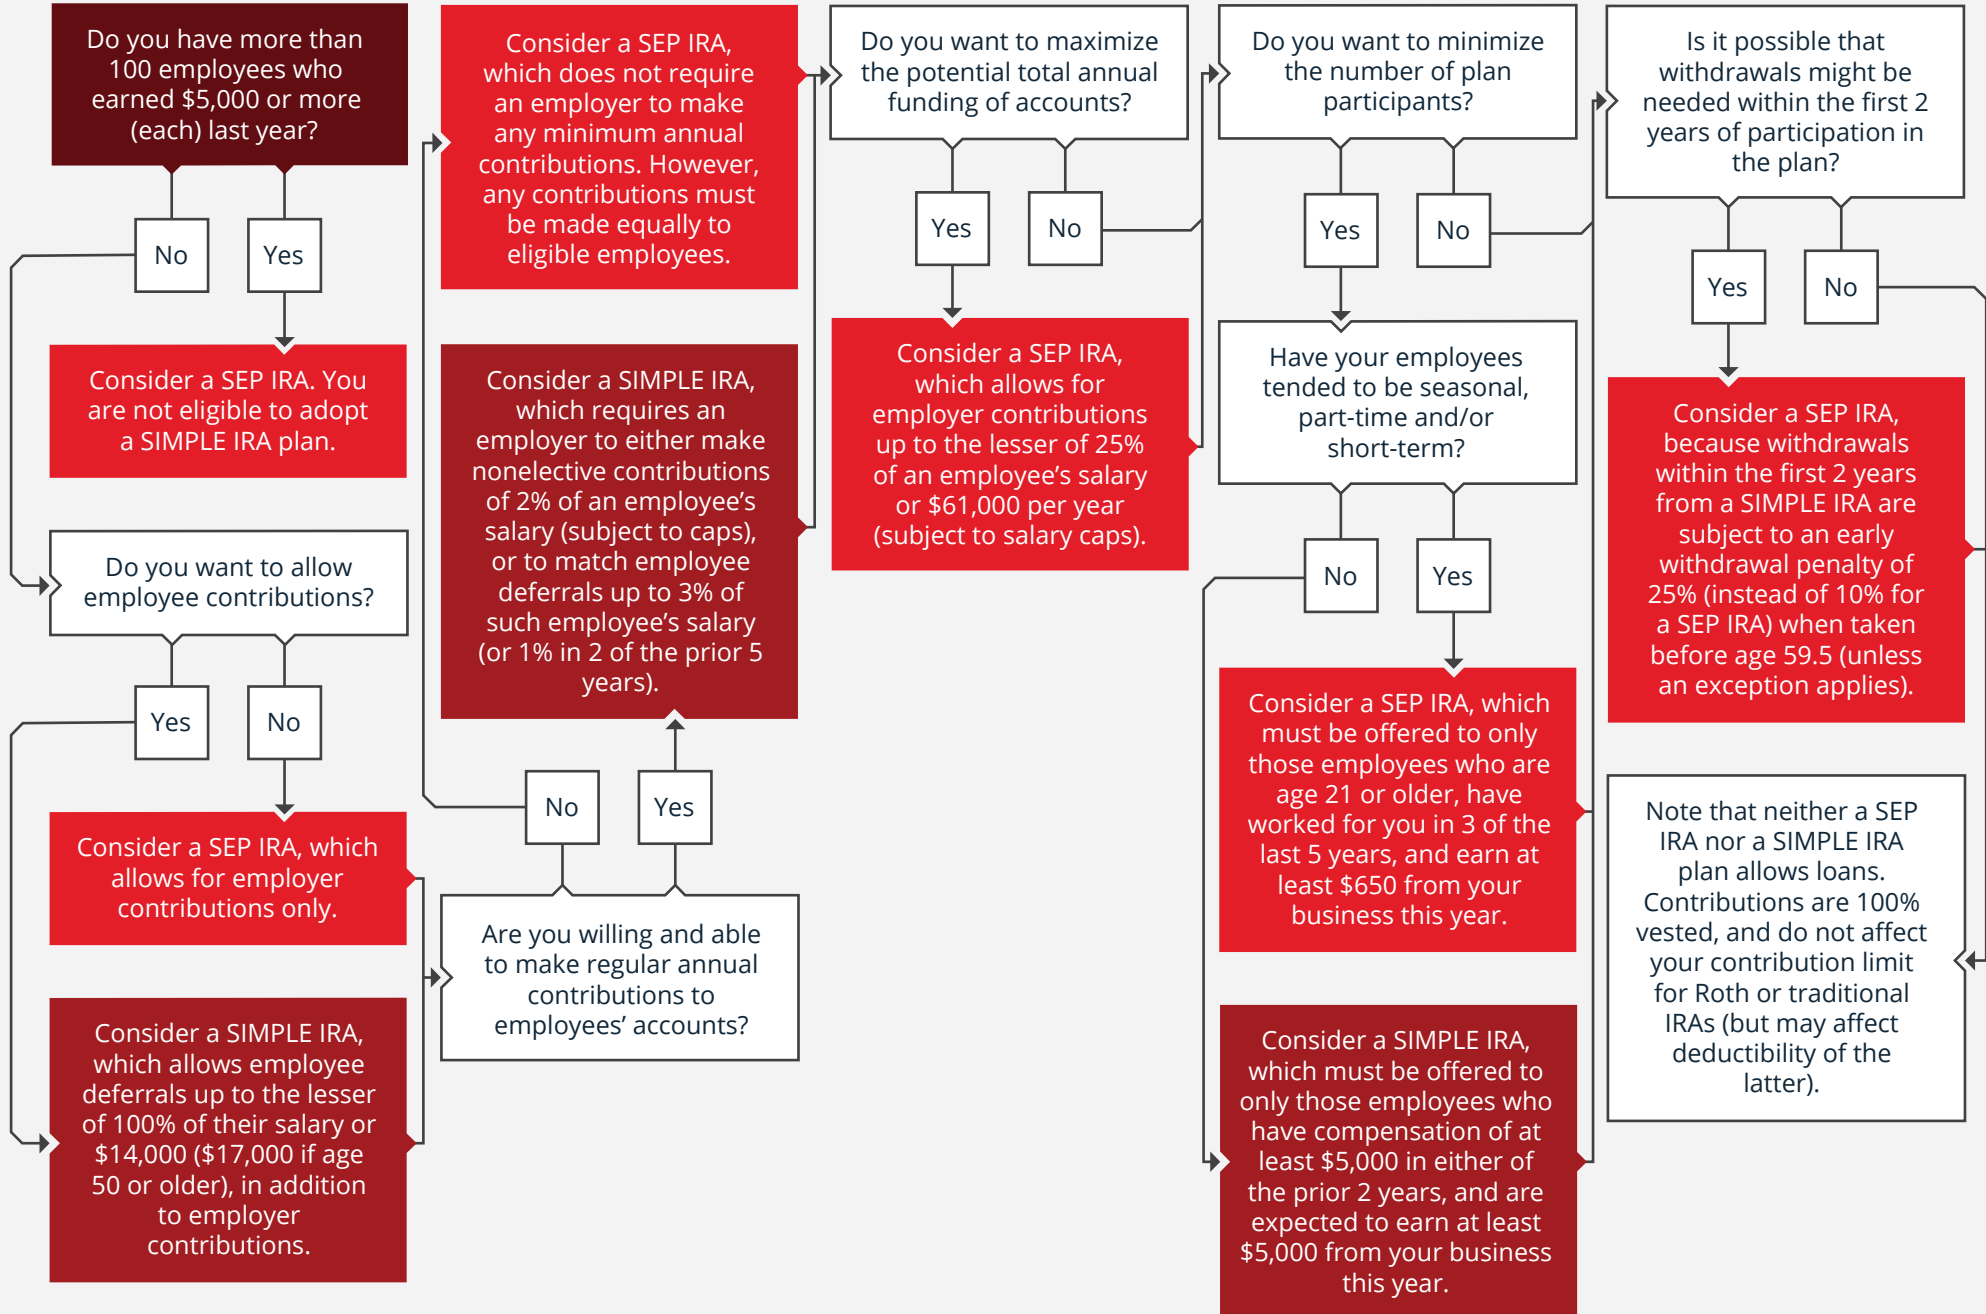 Do you have more than
100 employees who
earned $5,000 or more
(each) last year?
No
Yes
Consider a SEP IRA. You
are not eligible to adopt
a SIMPLE IRA plan.
Do you want to allow
employee contributions?
Yes
No
Consider a SEP IRA, which
allows for employer
contributions only.
Consider a SIMPLE IRA,
which allows employee
deferrals up to the lesser
of 100% of their salary or
$14,000 ($17,000 if age
50 or older), in addition
to employer
contributions.
Consider a SEP IRA,
which does not require
an employer to make
any minimum annual
contributions. However,
any contributions must
be made equally to
eligible employees.
Consider a SIMPLE IRA,
which requires an
employer to either make
nonelective contributions
of 2% of an employee’s
salary (subject to caps),
or to match employee
deferrals up to 3% of
such employee’s salary
(or 1% in 2 of the prior 5
years).
No
Yes
Are you willing and able
to make regular annual
contributions to
employees’ accounts?
Do you want to maximize
the potential total annual
funding of accounts?
Yes
No
Consider a SEP IRA,
which allows for
employer contributions
up to the lesser of 25%
of an employee’s salary
or $61,000 per year
(subject to salary caps).
Do you want to minimize
the number of plan
participants?
Yes
No
Have your employees
tended to be seasonal,
part-time and/or
short-term?
No
Yes
Consider a SEP IRA, which
must be offered to only
those employees who are
age 21 or older, have
worked for you in 3 of the
last 5 years, and earn at
least $650 from your
business this year.
Consider a SIMPLE IRA,
which must be offered to
only those employees who
have compensation of at
least $5,000 in either of
the prior 2 years, and are
expected to earn at least
$5,000 from your business
this year.
Is it possible that
withdrawals might be
needed within the first 2
years of participation in
the plan?
Yes
No
Consider a SEP IRA,
because withdrawals
within the first 2 years
from a SIMPLE IRA are
subject to an early
withdrawal penalty of
25% (instead of 10% for
a SEP IRA) when taken
before age 59.5 (unless
an exception applies).
Note that neither a SEP
IRA nor a SIMPLE IRA
plan allows loans.
Contributions are 100%
vested, and do not affect
your contribution limit
for Roth or traditional
IRAs (but may affect
deductibility of the
latter).